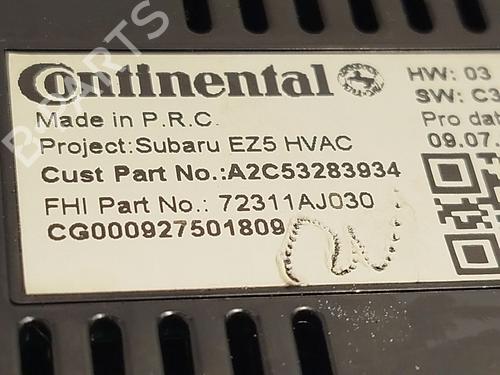 Continental
Made in P.R.C.
Project:Subaru EZ5 HVAC
Cust Part No.:A2C53283934
FHI Part No.: 72311AJ030
CG000927501809
HW: 03
SW: C3
Pro dat
09.07.
B-PARTS